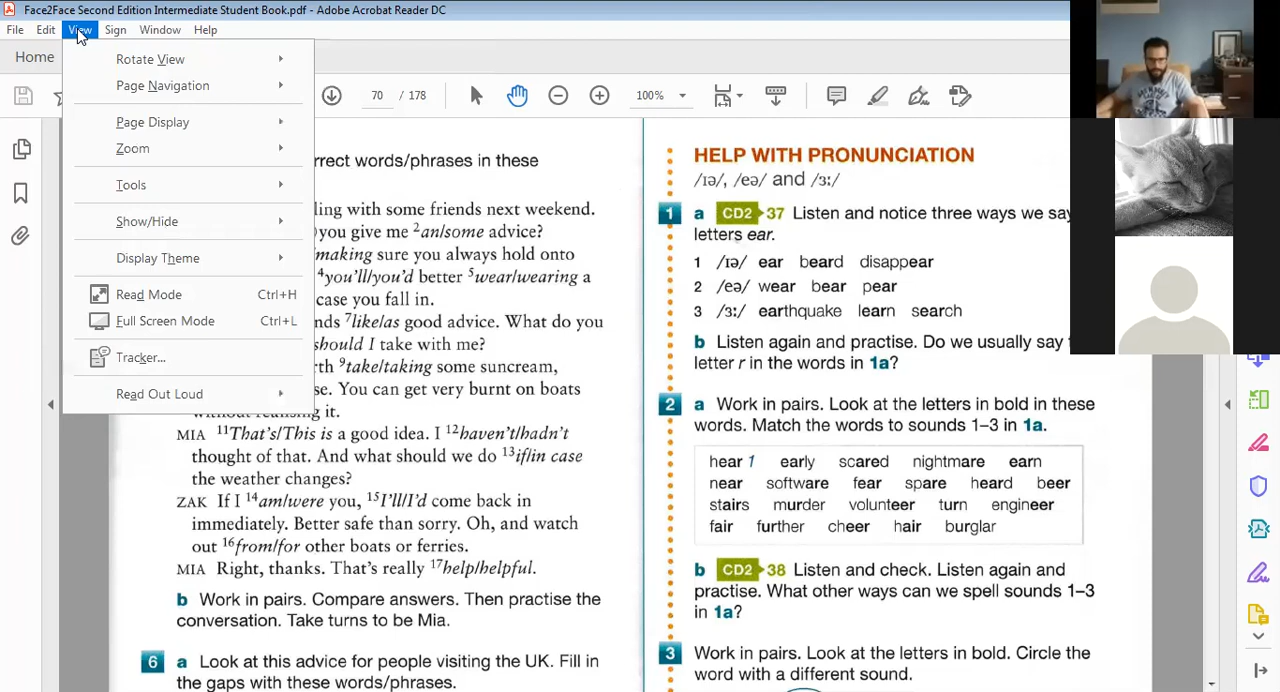 Face2Face Second Edition Intermediate Student Book.pdf - Adobe Acrobat Reader DC
File Edit View Sign Window Help
Home
70 / 178 100%
Rotate View
Page Navigation
Page Display
Zoom
Tools
Show/Hide
Display Theme
Read Mode Ctrl+H
Full Screen Mode Ctrl+L
Tracker...
Read Out Loud
rrect words/phrases in these
ling with some friends next weekend.
)you give me ²an/some advice?
/making sure you always hold onto
⁴you'll/you'd better ⁵wear/wearing a
case you fall in.
nds ⁷like/as good advice. What do you
should I take with me?
rth ⁹take/taking some suncream,
se. You can get very burnt on boats
without realising it.
MIA ¹¹That's/This is a good idea. I ¹²haven't/hadn't
thought of that. And what should we do ¹³if/in case
the weather changes?
ZAK If I ¹⁴am/were you, ¹⁵I'll/I'd come back in
immediately. Better safe than sorry. Oh, and watch
out ¹⁶from/for other boats or ferries.
MIA Right, thanks. That's really ¹⁷help/helpful.
b Work in pairs. Compare answers. Then practise the
conversation. Take turns to be Mia.
6 a Look at this advice for people visiting the UK. Fill in
the gaps with these words/phrases.
HELP WITH PRONUNCIATION
/ɪə/, /eə/ and /ɜː/
1 a CD2 37 Listen and notice three ways we say
letters ear.
1 /ɪə/ ear beard disappear
2 /eə/ wear bear pear
3 /ɜː/ earthquake learn search
b Listen again and practise. Do we usually say
letter r in the words in 1a?
2 a Work in pairs. Look at the letters in bold in these
words. Match the words to sounds 1–3 in 1a.
hear 1 early scared nightmare earn
near software fear spare heard beer
stairs murder volunteer turn engineer
fair further cheer hair burglar
b CD2 38 Listen and check. Listen again and
practise. What other ways can we spell sounds 1–3
in 1a?
3 Work in pairs. Look at the letters in bold. Circle the
word with a different sound.